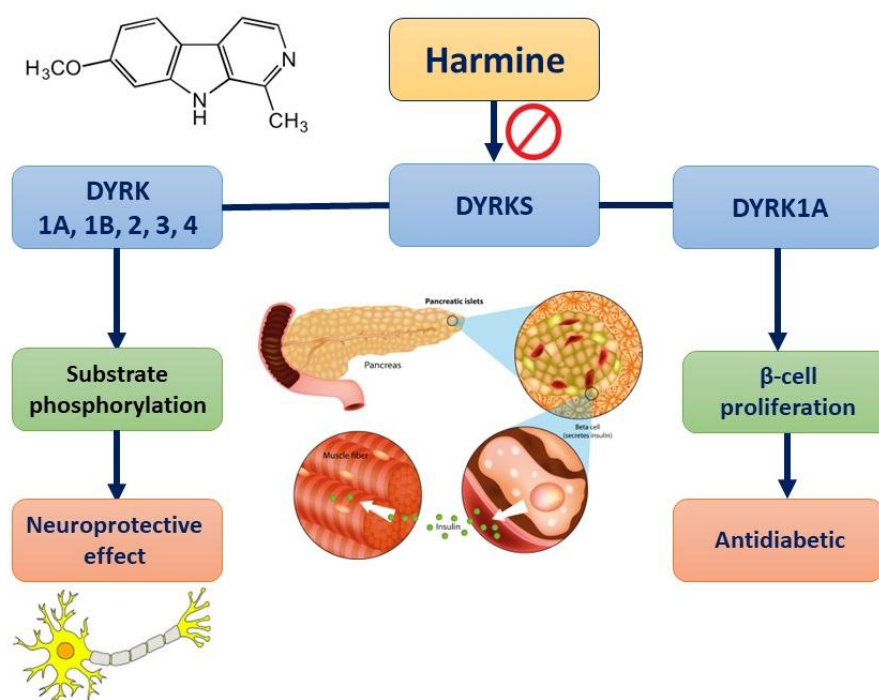 H₃CO
N
N
H
CH₃
Harmine
DYRK
1A, 1B, 2, 3, 4
DYRKS
DYRK1A
Pancreatic islets
Pancreas
Beta cell
(secretes insulin)
Muscle fiber
Insulin
Substrate
phosphorylation
β-cell
proliferation
Neuroprotective
effect
Antidiabetic